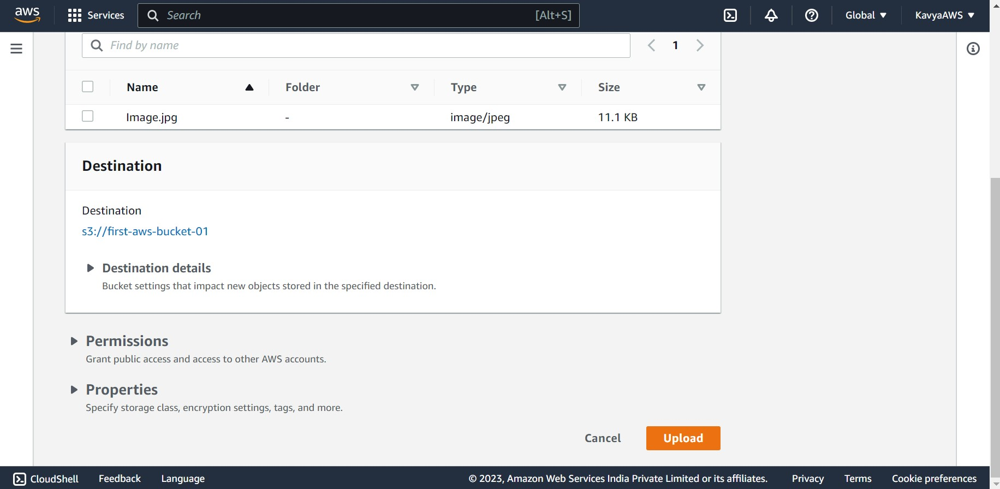 aws Services Search [Alt+S] Global KavyaAWS
Find by name 1
Name Folder Type Size
Image.jpg - image/jpeg 11.1 KB
Destination
Destination
s3://first-aws-bucket-01
Destination details
Bucket settings that impact new objects stored in the specified destination.
Permissions
Grant public access and access to other AWS accounts.
Properties
Specify storage class, encryption settings, tags, and more.
Cancel Upload
CloudShell Feedback Language © 2023, Amazon Web Services India Private Limited or its affiliates. Privacy Terms Cookie preferences